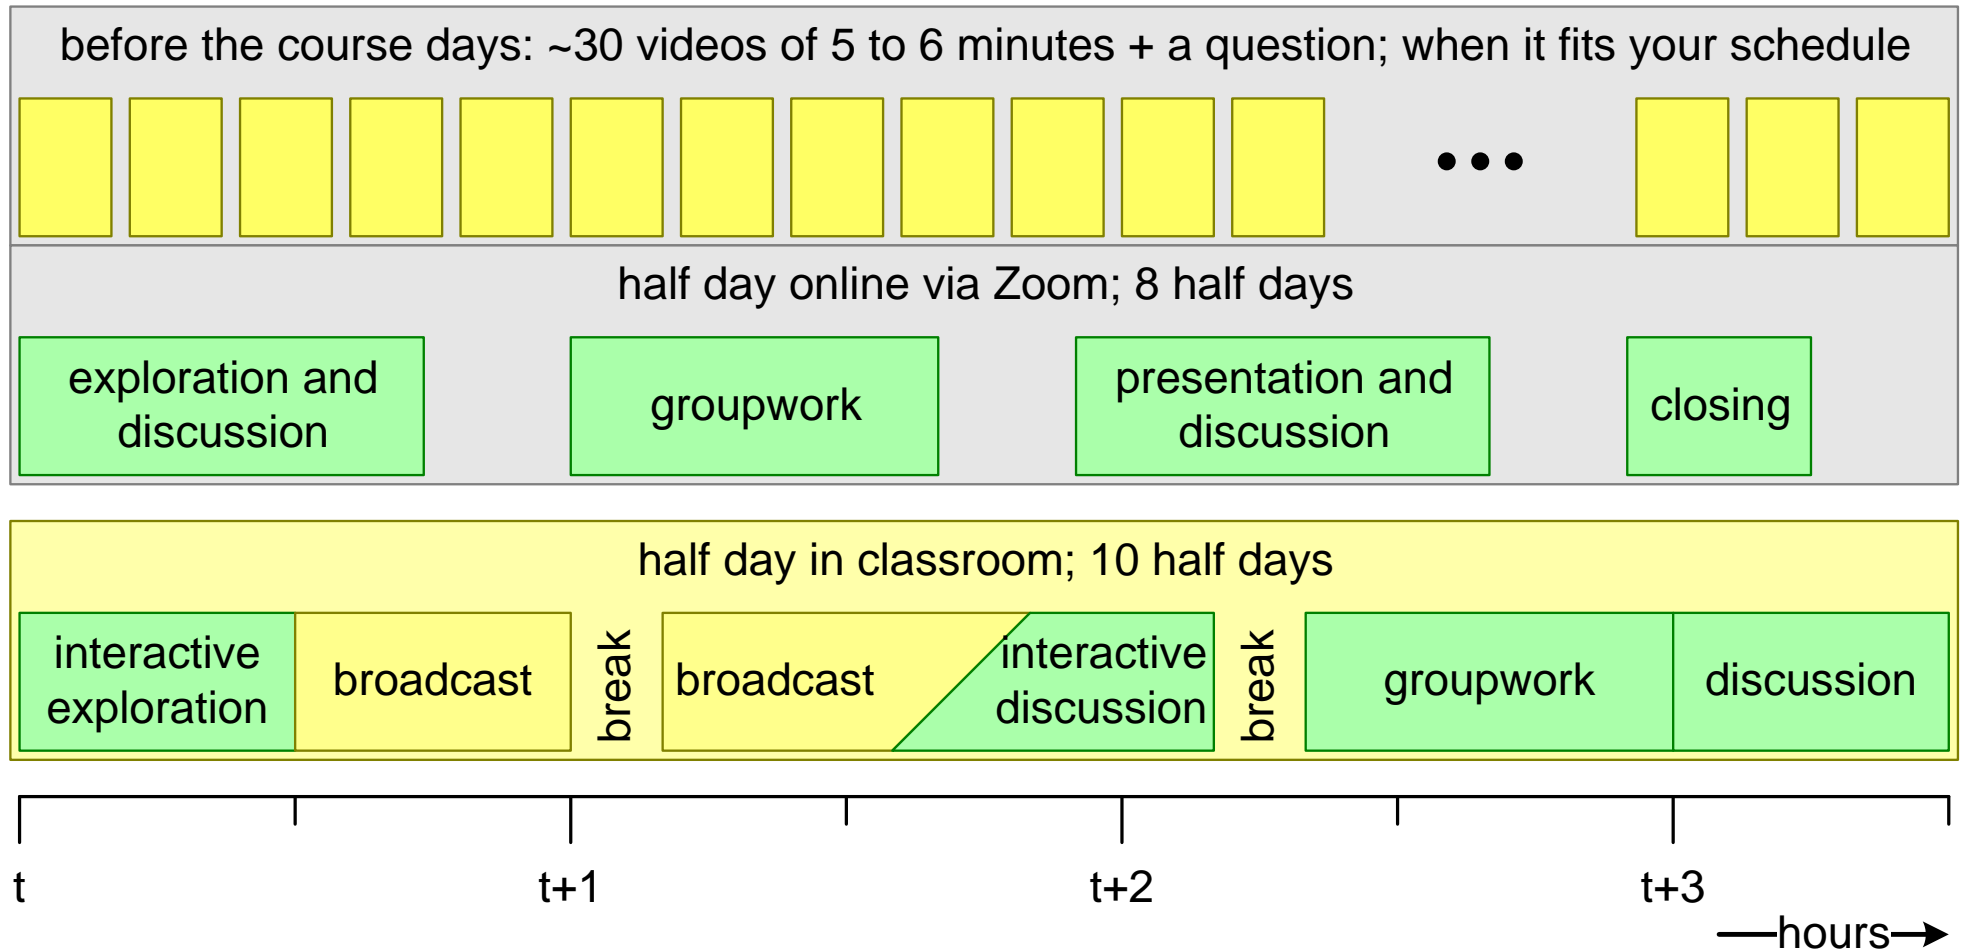 before the course days: ~30 videos of 5 to 6 minutes + a question; when it fits your schedule
half day online via Zoom; 8 half days
exploration and
discussion
groupwork
presentation and
discussion
closing
half day in classroom; 10 half days
interactive
exploration
broadcast
break
broadcast
interactive
discussion
break
groupwork
discussion
t
t+1
t+2
t+3
hours